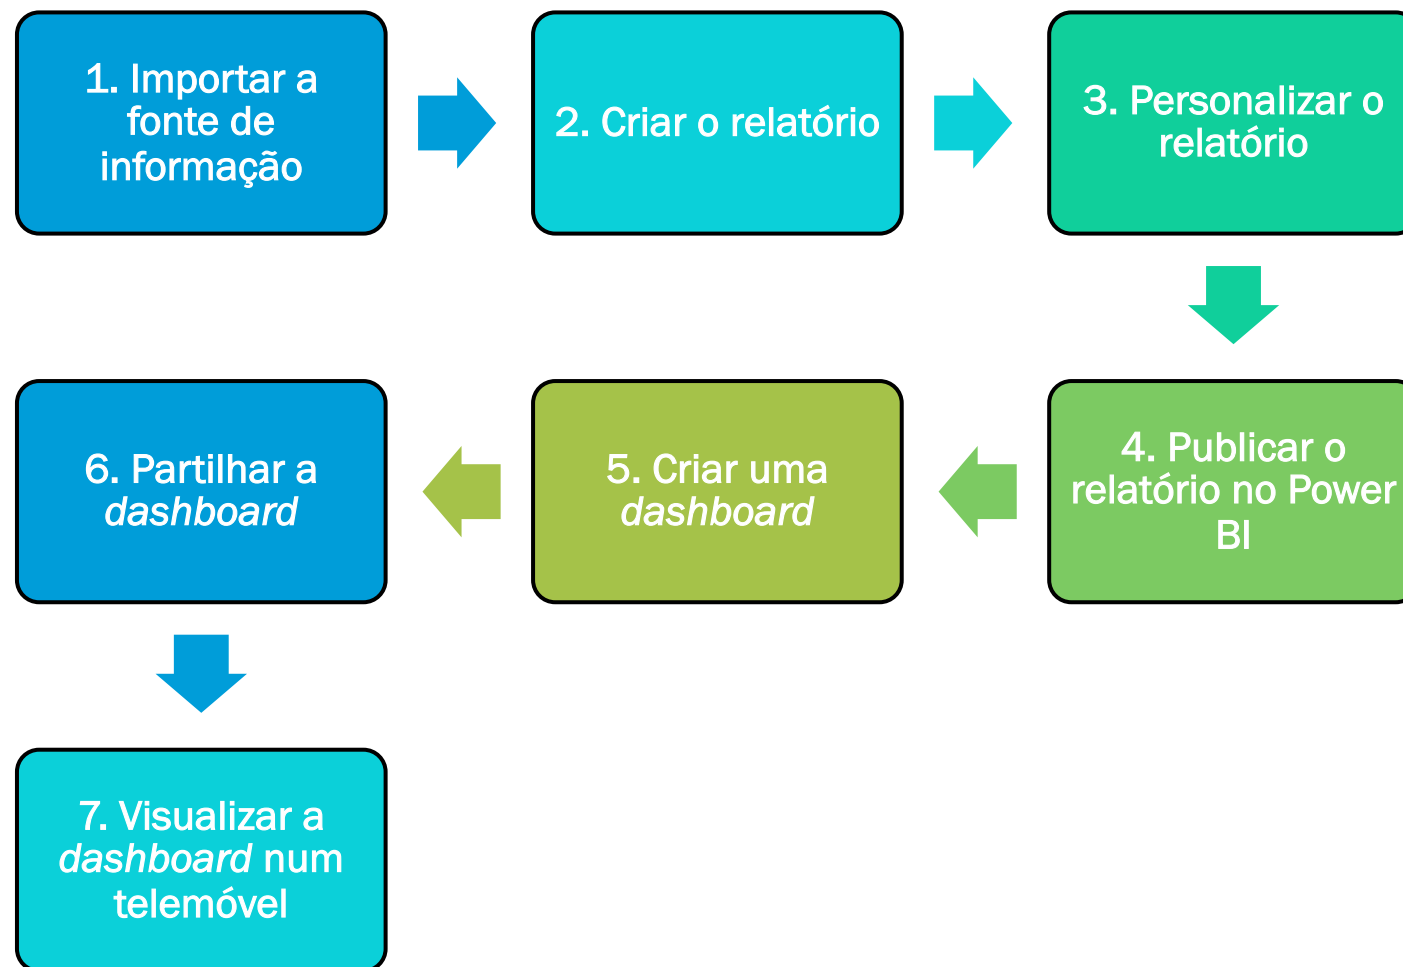 1. Importar a
fonte de
informação
2. Criar o relatório
3. Personalizar o
relatório
4. Publicar o
relatório no Power
BI
5. Criar uma
dashboard
6. Partilhar a
dashboard
7. Visualizar a
dashboard num
telemóvel